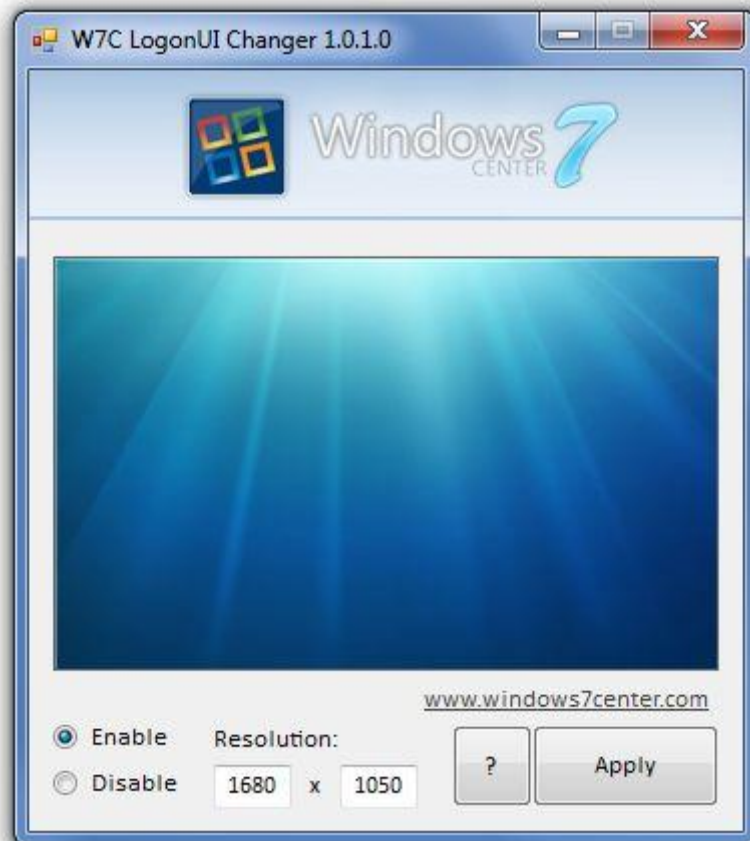 W7C LogonUI Changer 1.0.1.0
Windows 7
CENTER
www.windows7center.com
Enable
Resolution:
? Apply
Disable
1680 x 1050